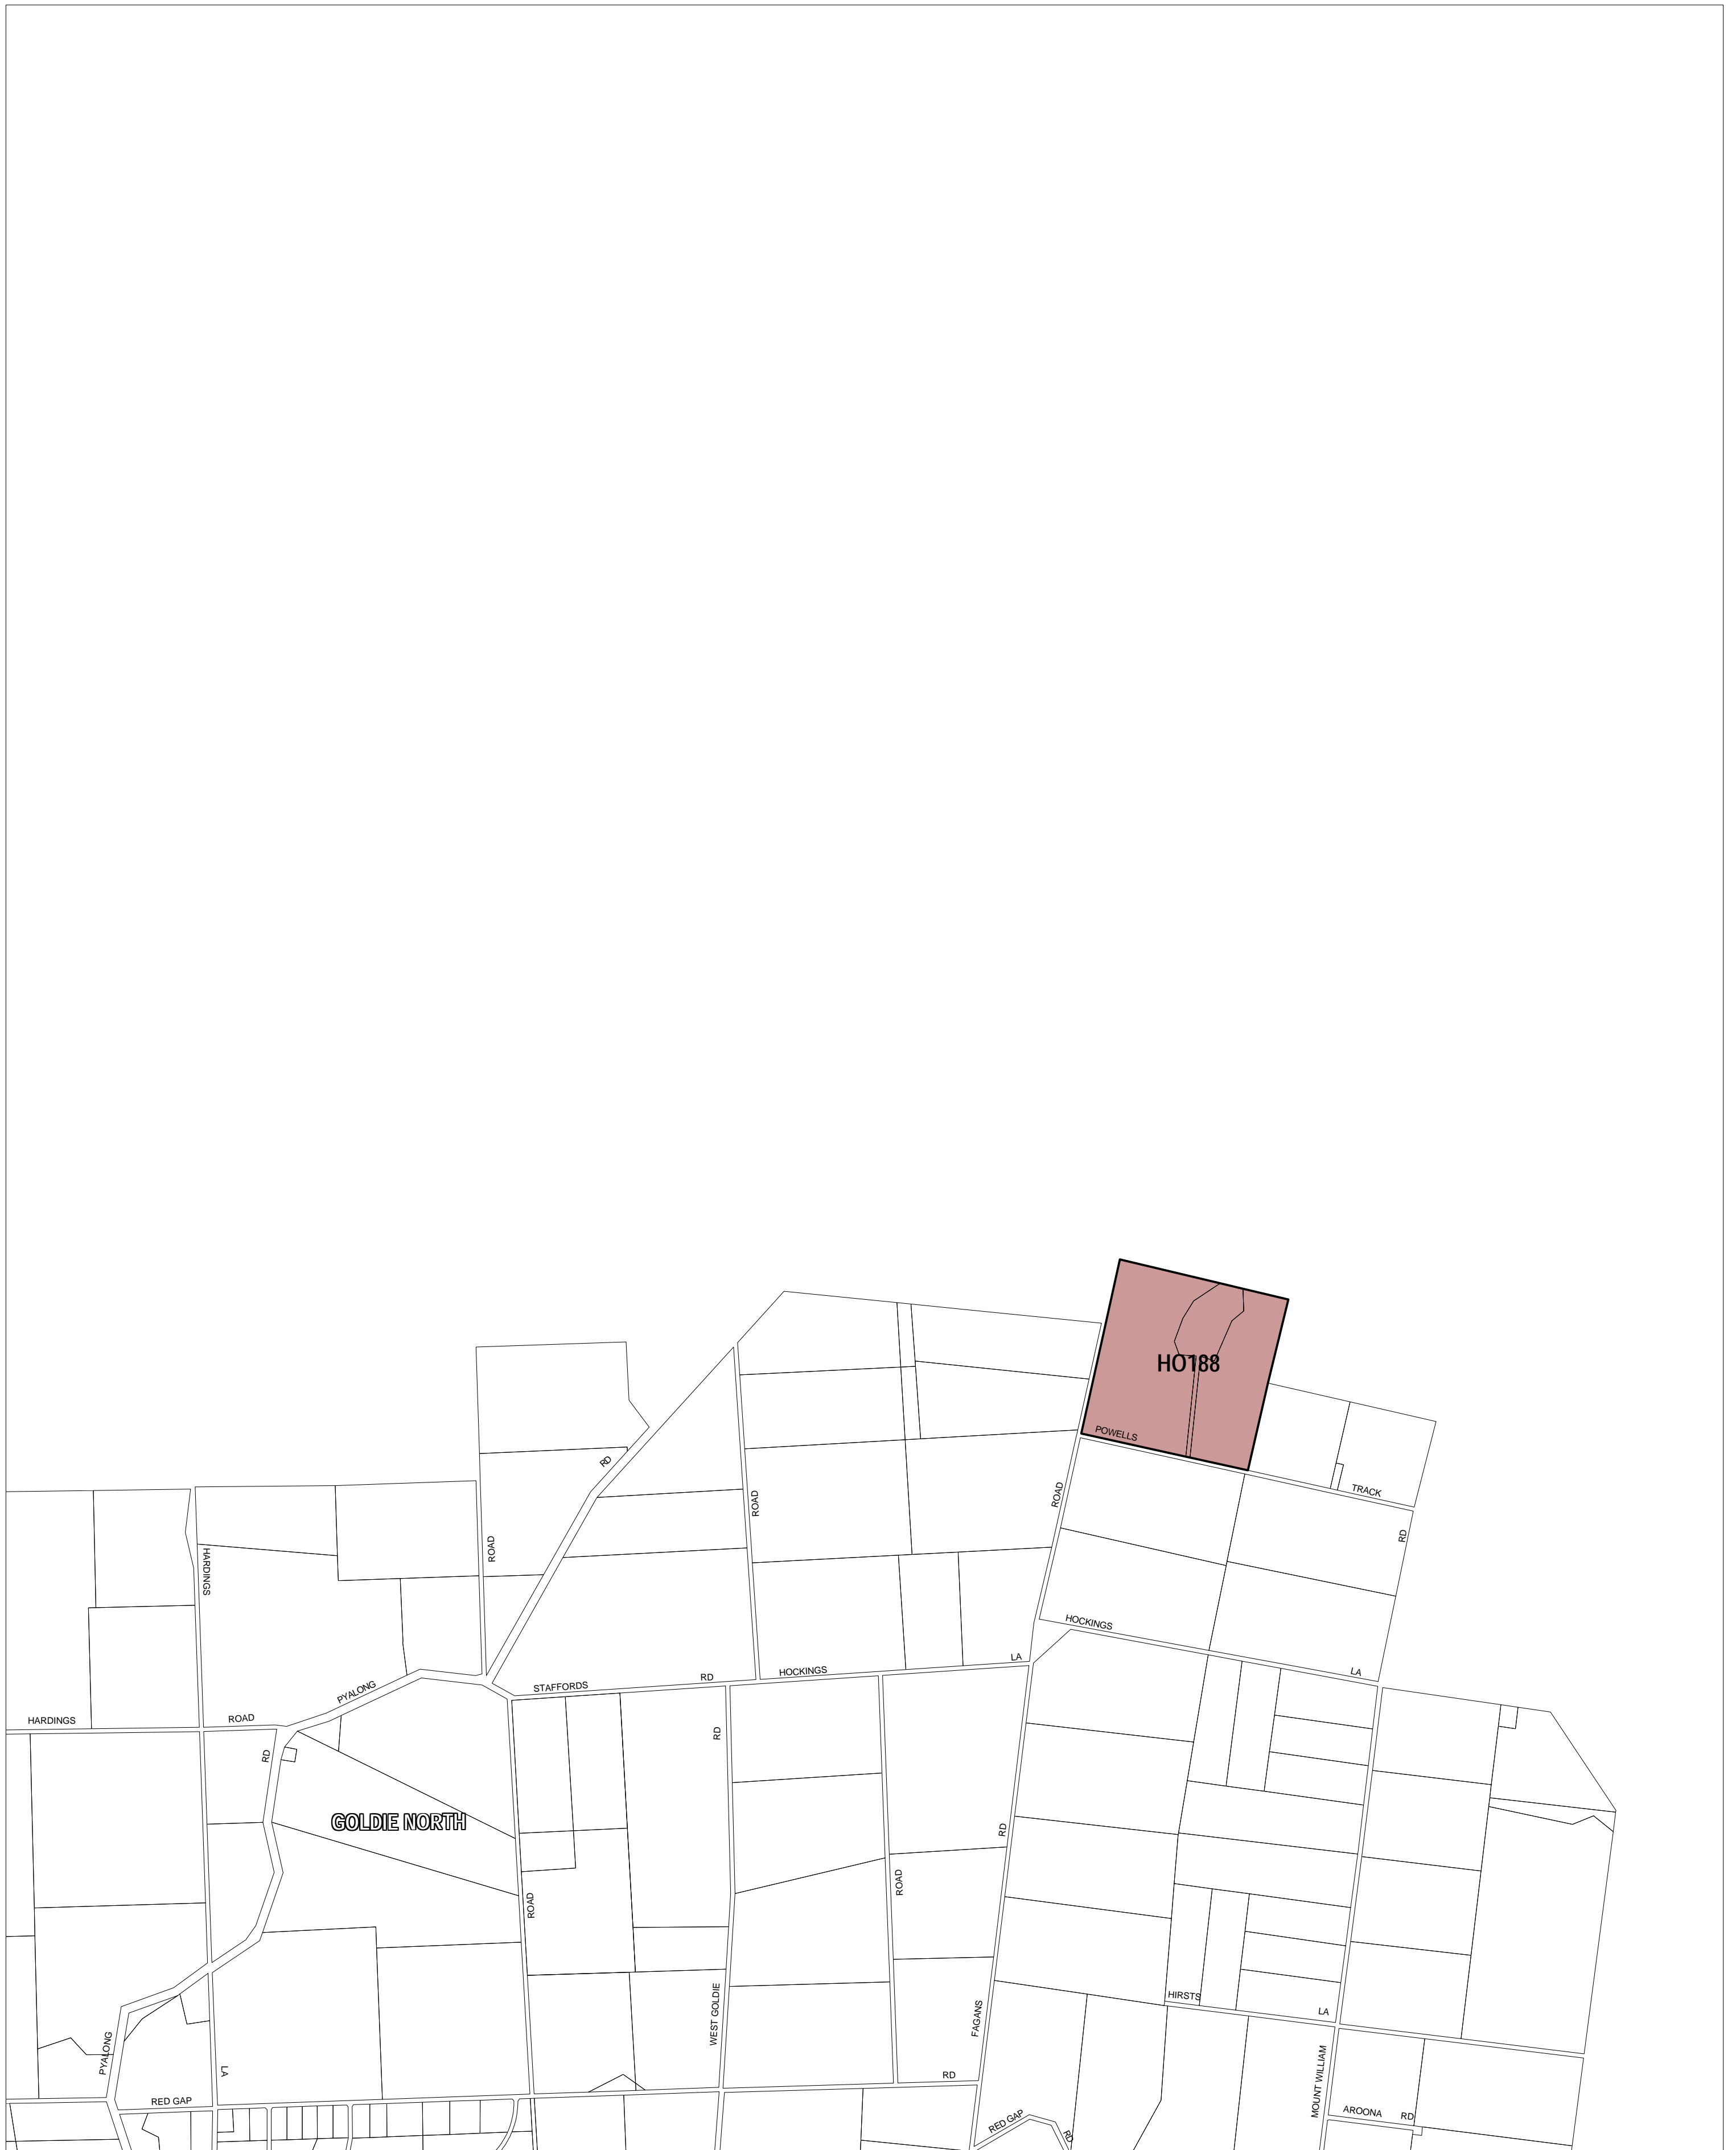 HO188
POWELLS
TRACK
RD
ROAD
ROAD
RD
ROAD
HARDINGS
HOCKINGS
LA
HOCKINGS
LA
STAFFORDS
RD
PYALONG
HARDINGS
ROAD
RD
RD
GOLDIE NORTH
RD
ROAD
ROAD
WEST GOLDIE
FAGANS
HIRSTS
LA
PYALONG
LA
RED GAP
RD
MOUNT WILLIAM
AROONA
RD
RED GAP
RD